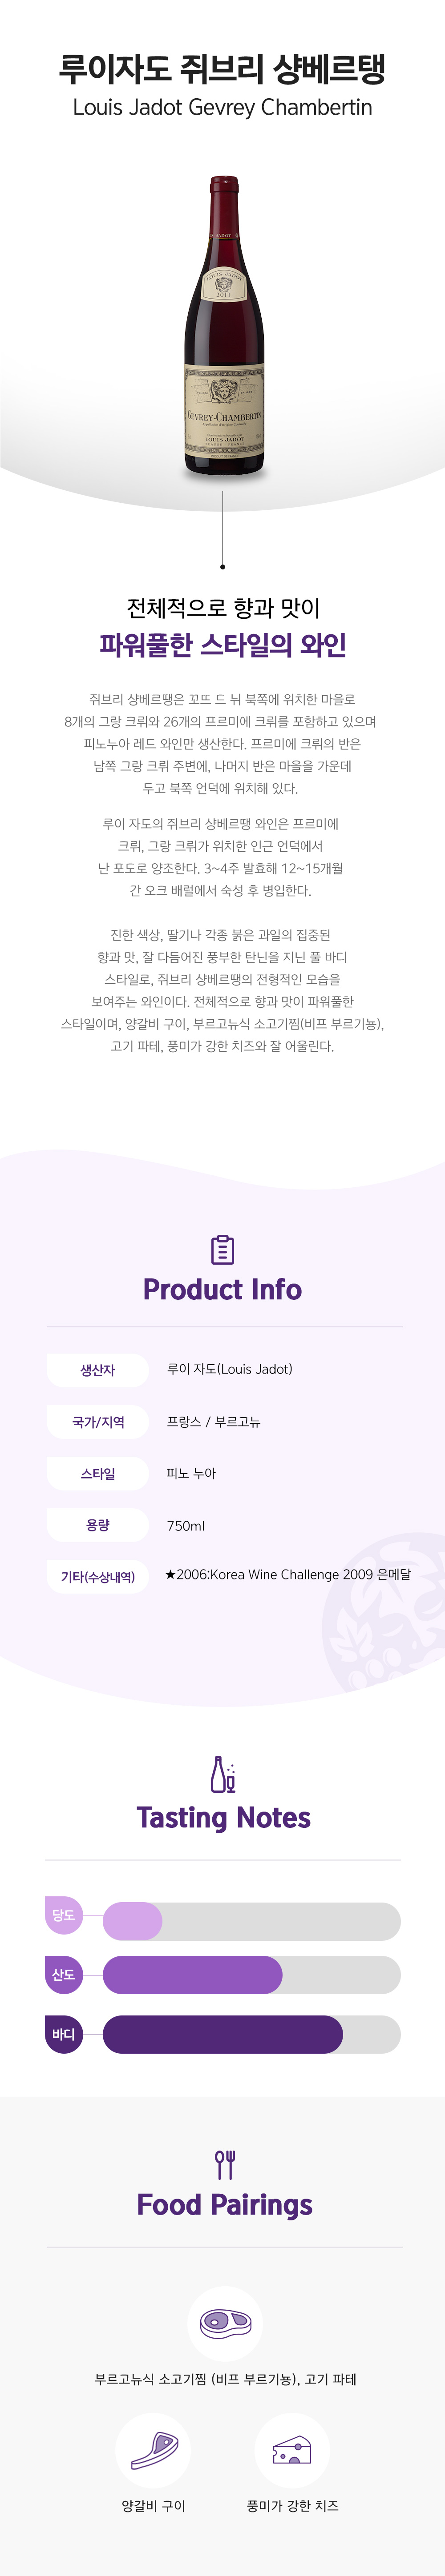 루이자도 쥐브리 샹베르탱
Louis Jadot Gevrey Chambertin
LOUIS JADOT
2011
GEVREY-CHAMBERTIN
LOUIS JADOT
전체적으로 향과 맛이
파워풀한 스타일의 와인
쥐브리 샹베르땡은 꼬뜨 드 뉘 북쪽에 위치한 마을로
8개의 그랑 크뤼와 26개의 프르미에 크뤼를 포함하고 있으며
피노누아 레드 와인만 생산한다. 프르미에 크뤼의 반은
남쪽 그랑 크뤼 주변에, 나머지 반은 마을을 가운데
두고 북쪽 언덕에 위치해 있다.
루이 자도의 쥐브리 샹베르땡 와인은 프르미에
크뤼, 그랑 크뤼가 위치한 인근 언덕에서
난 포도로 양조한다. 3~4주 발효해 12~15개월
간 오크 배럴에서 숙성 후 병입한다.
진한 색상, 딸기나 각종 붉은 과일의 집중된
향과 맛, 잘 다듬어진 풍부한 탄닌을 지닌 풀 바디
스타일로, 쥐브리 샹베르땡의 전형적인 모습을
보여주는 와인이다. 전체적으로 향과 맛이 파워풀한
스타일이며, 양갈비 구이, 부르고뉴식 소고기찜(비프 부르기뇽),
고기 파테, 풍미가 강한 치즈와 잘 어울린다.
Product Info
생산자 루이 자도(Louis Jadot)
국가/지역 프랑스 / 부르고뉴
스타일 피노 누아
용량 750ml
기타(수상내역) ★2006:Korea Wine Challenge 2009 은메달
Tasting Notes
당도
산도
바디
Food Pairings
부르고뉴식 소고기찜 (비프 부르기뇽), 고기 파테
양갈비 구이 풍미가 강한 치즈